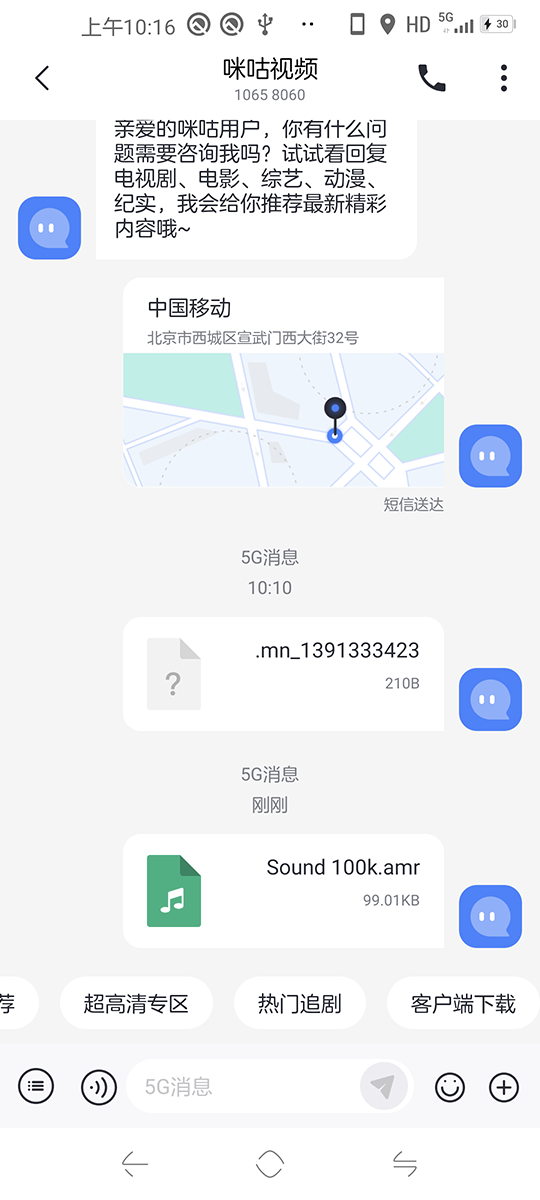 上午10:16
HD
5G
30
咪咕视频
1065 8060
亲爱的咪咕用户，你有什么问
题需要咨询我吗？试试看回复
电视剧、电影、综艺、动漫、
纪实，我会给你推荐最新精彩
内容哦~
中国移动
北京市西城区宣武门西大街32号
短信送达
5G消息
10:10
?
.mn_1391333423
210B
5G消息
刚刚
Sound 100k.amr
99.01KB
荐
超高清专区
热门追剧
客户端下载
5G消息